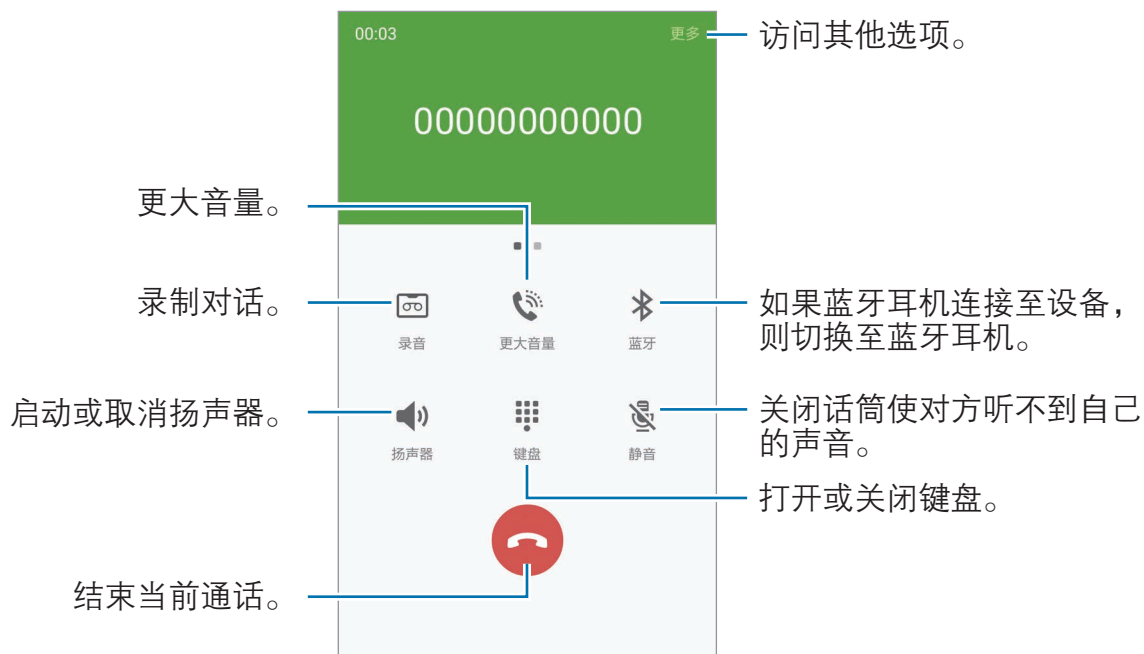 00:03
更多
访问其他选项。
00000000000
更大音量。
录制对话。
如果蓝牙耳机连接至设备，
则切换至蓝牙耳机。
录音
更大音量
蓝牙
启动或取消扬声器。
关闭话筒使对方听不到自己
的声音。
扬声器
键盘
静音
打开或关闭键盘。
结束当前通话。